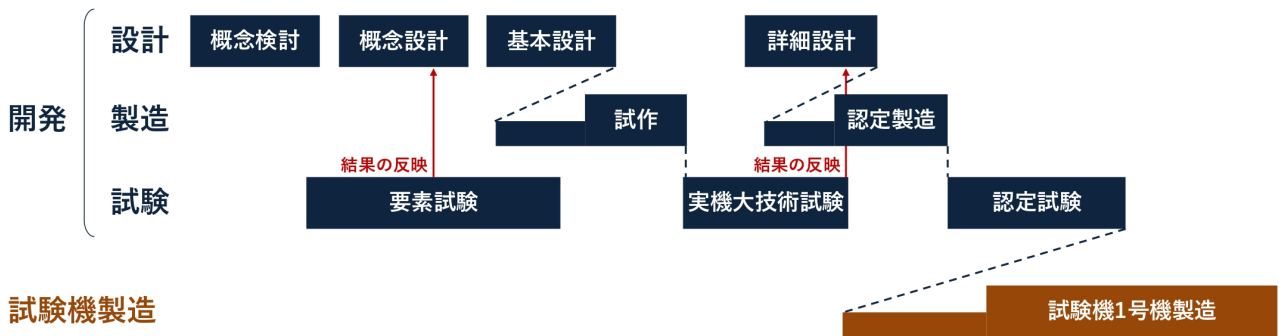 設計
概念検討
概念設計
基本設計
詳細設計
開発
製造
試作
認定製造
結果の反映
結果の反映
試験
要素試験
実機大技術試験
認定試験
試験機製造
試験機1号機製造